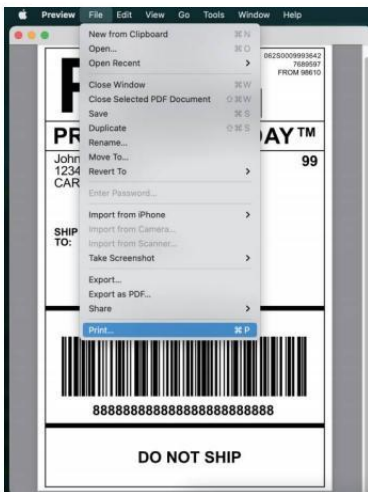 Preview File Edit View Go Tools Window Help
New from Clipboard ⌘ N
Open... ⌘ O
Open Recent >
Close Window ⌘ W
Close Selected PDF Document ⇧ ⌘ W
Save ⌘ S
Duplicate ⇧ ⌘ S
Rename...
Move To...
Revert To >
Enter Password...
Import from iPhone >
Import from Camera...
Import from Scanner...
Take Screenshot >
Export...
Export as PDF...
Share >
Print... ⌘ P
062S0009993642
7689597
FROM 98610
PR AY™
John 99
1234
CAR
SHIP
TO:
DO NOT SHIP